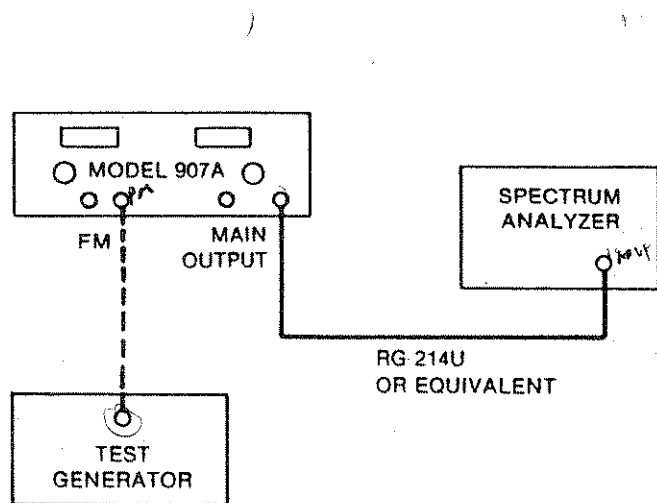 MODEL 907A
FM
MAIN
OUTPUT
SPECTRUM
ANALYZER
RG-214U
OR EQUIVALENT
TEST
GENERATOR